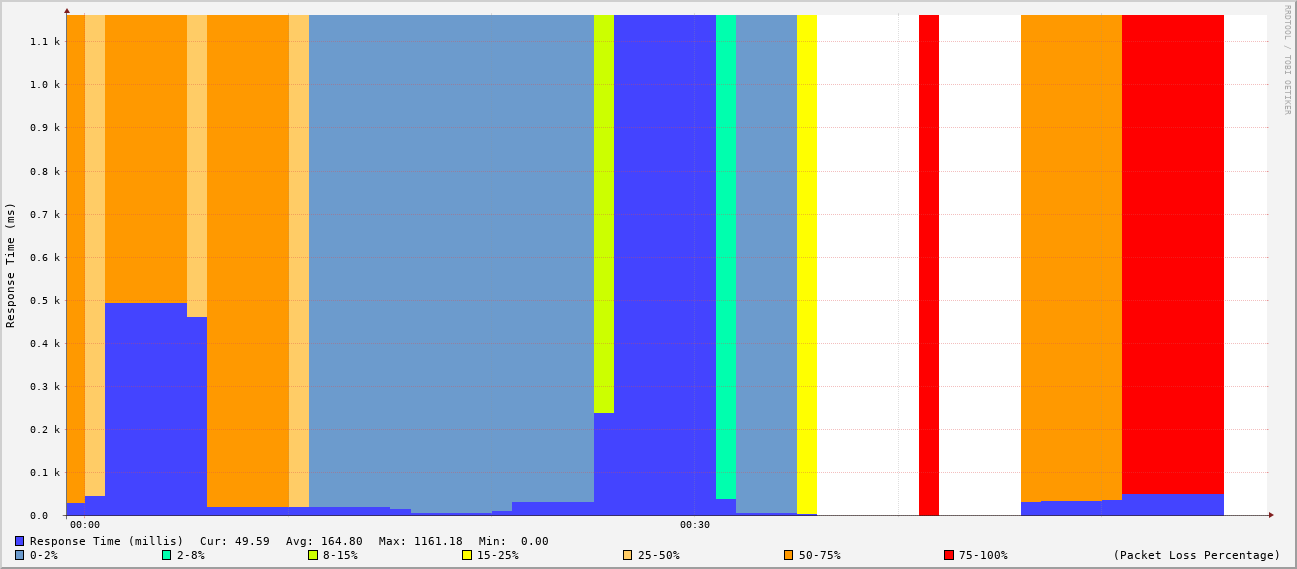 RRDTOOL / TOBI OETIKER
Response Time (ms)
1.1 k
1.0 k
0.9 k
0.8 k
0.7 k
0.6 k
0.5 k
0.4 k
0.3 k
0.2 k
0.1 k
0.0
00:00 00:30
Response Time (millis) Cur: 49.59 Avg: 164.80 Max: 1161.18 Min: 0.00
0-2% 2-8% 8-15% 15-25% 25-50% 50-75% 75-100% (Packet Loss Percentage)